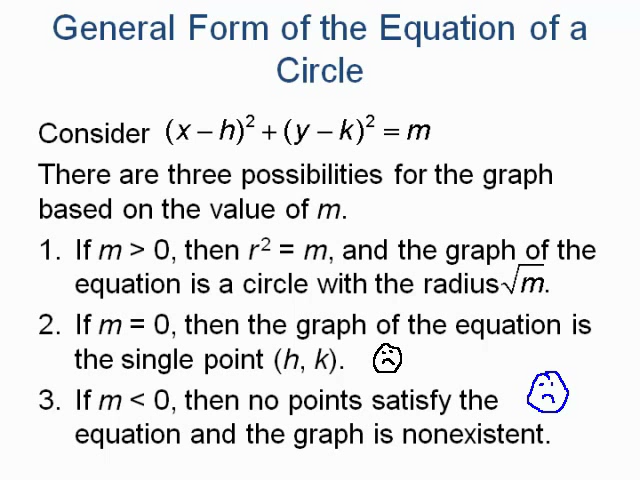 General Form of the Equation of a
Circle
Consider (x – h)² + (y – k)² = m
There are three possibilities for the graph
based on the value of m.
1. If m > 0, then r² = m, and the graph of the
equation is a circle with the radius√m.
2. If m = 0, then the graph of the equation is
the single point (h, k).
3. If m < 0, then no points satisfy the
equation and the graph is nonexistent.